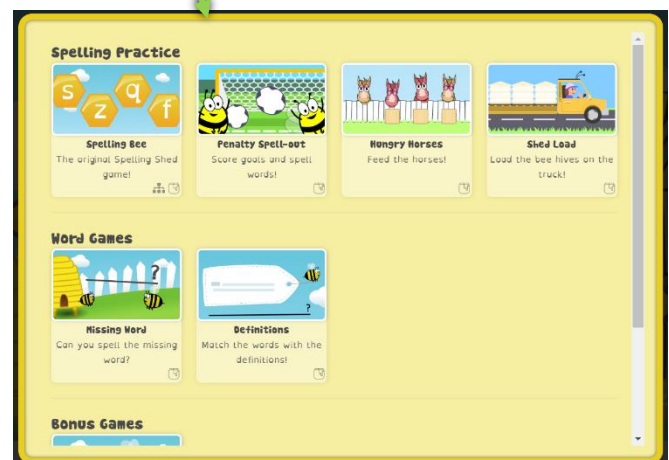 Spelling Practice
s z q f
Spelling Bee
The original Spelling Shed
game!
Penalty Spell-out
Score goals and spell
words!
Hungry Horses
Feed the horses!
Shed Load
Load the bee hives on the
truck!
Word Games
?
Missing Word
Can you spell the missing
word?
?
Definitions
Match the words with the
definitions!
Bonus Games